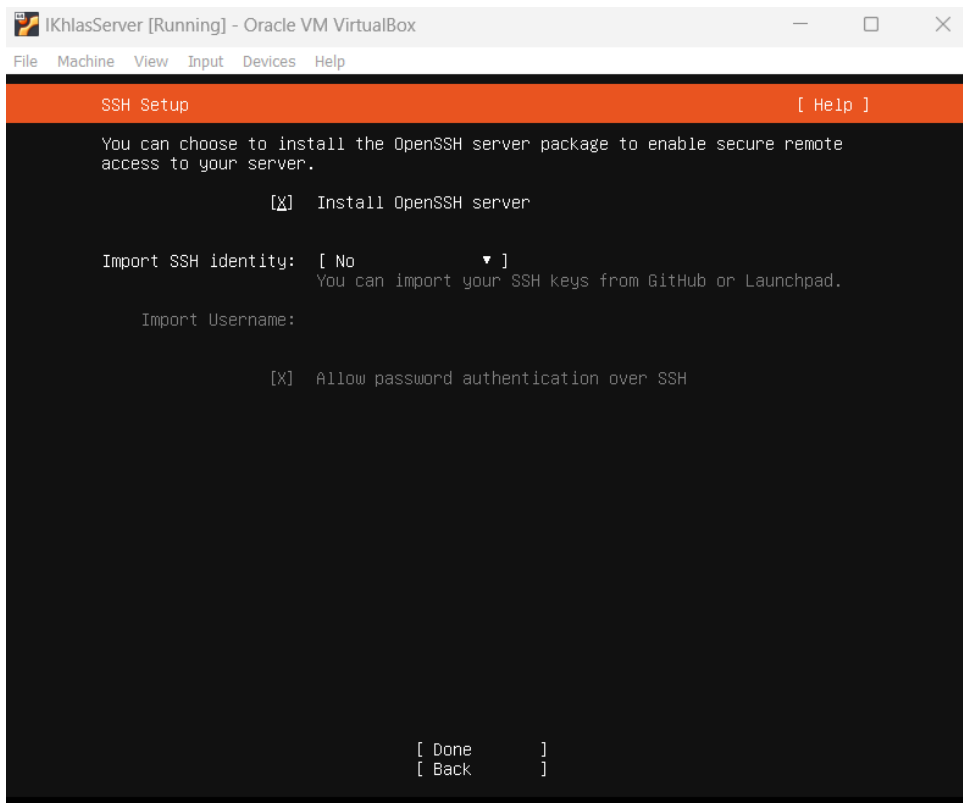 IKhlasServer [Running] - Oracle VM VirtualBox
File Machine View Input Devices Help
SSH Setup [ Help ]
You can choose to install the OpenSSH server package to enable secure remote
access to your server.
[X] Install OpenSSH server
Import SSH identity: [ No ▾ ]
You can import your SSH keys from GitHub or Launchpad.
Import Username:
[X] Allow password authentication over SSH
[ Done ]
[ Back ]